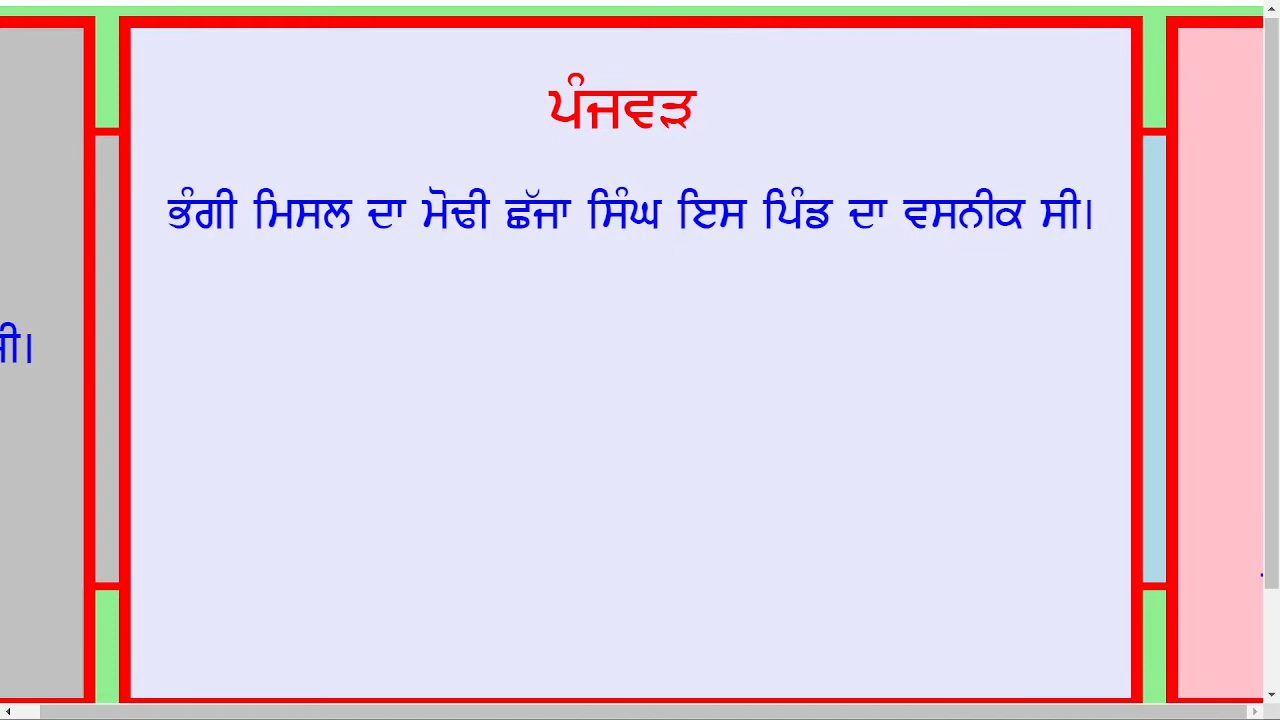 ਪੰਜਵੜ
ਭੰਗੀ ਮਿਸਲ ਦਾ ਮੋਢੀ ਛੱਜਾ ਸਿੰਘ ਇਸ ਪਿੰਡ ਦਾ ਵਸਨੀਕ ਸੀ।
ਸੀ।